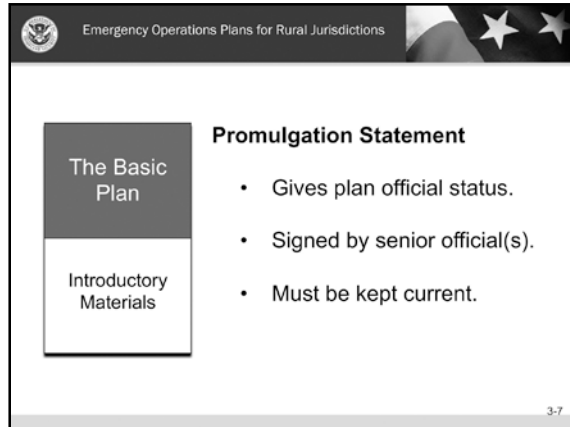 Emergency Operations Plans for Rural Jurisdictions
The Basic
Plan
Introductory
Materials
Promulgation Statement
• Gives plan official status.
• Signed by senior official(s).
• Must be kept current.
3-7